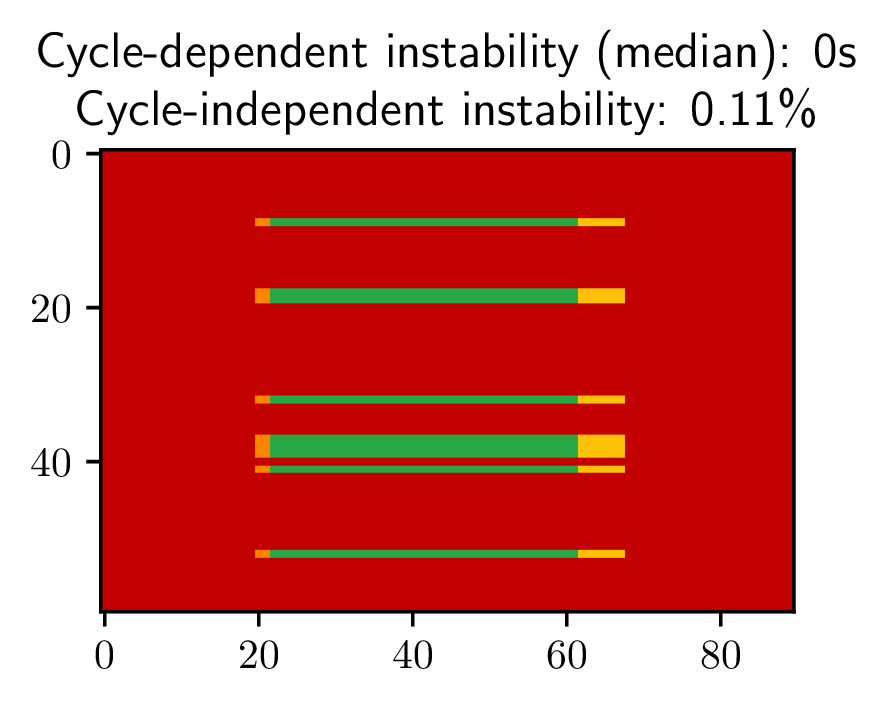 Cycle-dependent instability (median): 0s
Cycle-independent instability: 0.11%
0
20
40
0 20 40 60 80